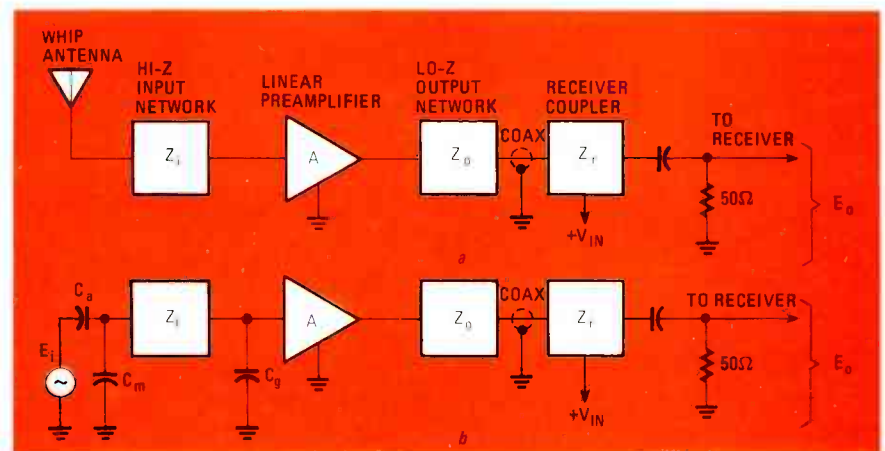 WHIP
ANTENNA
HI-Z
INPUT
NETWORK
LINEAR
PREAMPLIFIER
LO-Z
OUTPUT
NETWORK
RECEIVER
COUPLER
COAX
TO
RECEIVER
Zi
A
Zo
Zr
50Ω
Eo
+VIN
a
Ca
COAX
TO RECEIVER
Ei
Zi
A
Zo
Zr
Cm
Cg
50Ω
Eo
+VIN
b